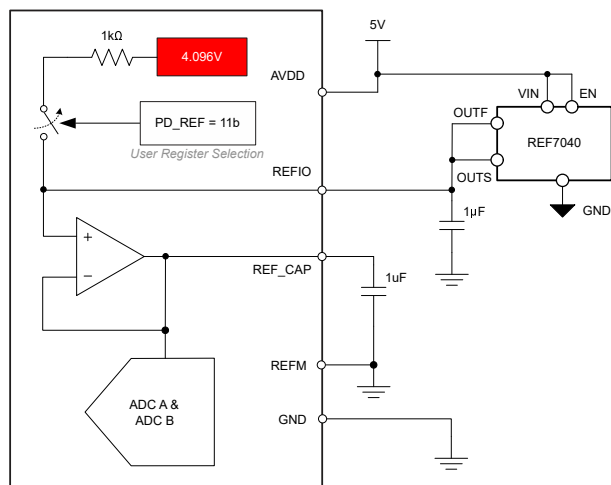 1kΩ
4.096V
5V
AVDD
VIN
EN
OUTF
REF7040
PD_REF = 11b
User Register Selection
REFIO
OUTS
1µF
GND
+
−
REF_CAP
1uF
REFM
ADC A &
ADC B
GND